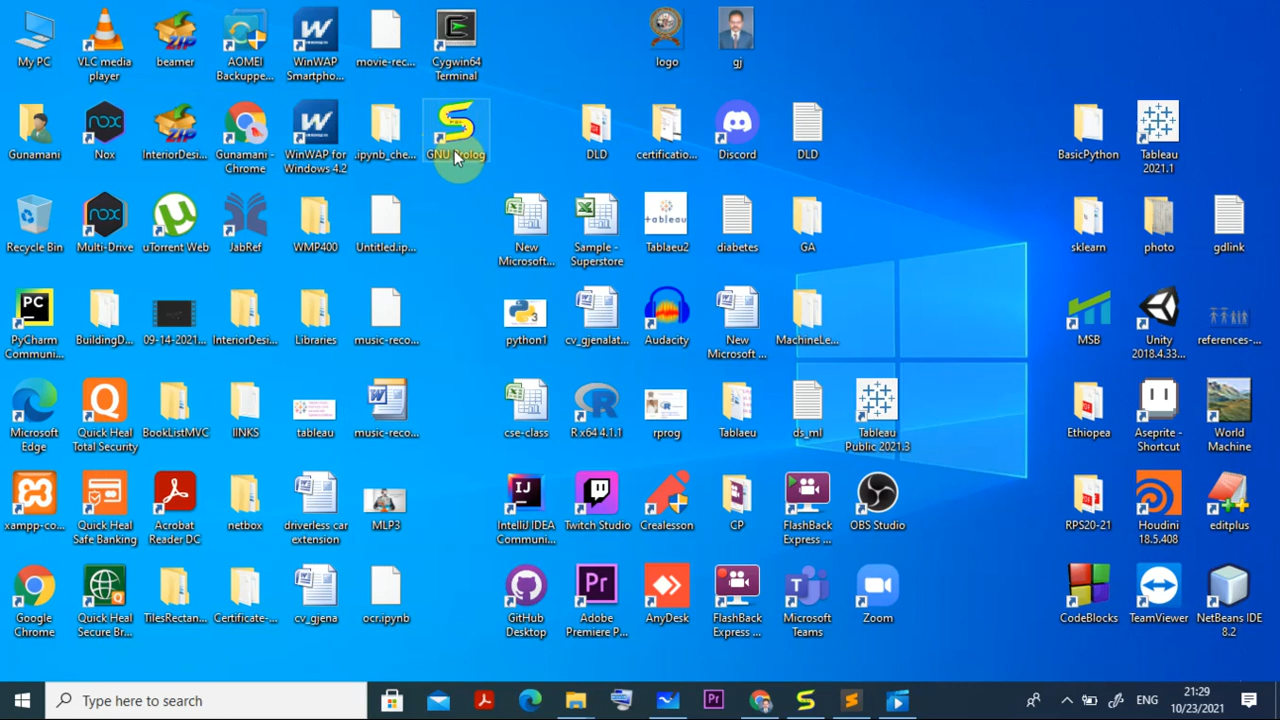 My PC
VLC media
player
beamer
AOMEI
Backuppe...
WinWAP
Smartpho...
movie-rec...
Cygwin64
Terminal
logo
gj
Gunamani
Nox
InteriorDesi...
Gunamani -
Chrome
WinWAP for
Windows 4.2
.ipynb_che...
GNU Prolog
DLD
certificatio...
Discord
DLD
BasicPython
Tableau
2021.1
Recycle Bin
Multi-Drive
uTorrent Web
JabRef
WMP400
Untitled.ip...
New
Microsoft...
Sample -
Superstore
Tablaeu2
diabetes
GA
sklearn
photo
gdlink
PyCharm
Communi...
BuildingD...
09-14-2021...
InteriorDesi...
Libraries
music-reco...
python1
cv_gjenalat...
Audacity
New
Microsoft ...
MachineLe...
MSB
Unity
2018.4.33...
references-...
Microsoft
Edge
Quick Heal
Total Security
BookListMVC
lINKS
tableau
music-reco...
cse-class
R x64 4.1.1
rprog
Tablaeu
ds_ml
Tableau
Public 2021.3
Ethiopea
Aseprite -
Shortcut
World
Machine
xampp-co...
Quick Heal
Safe Banking
Acrobat
Reader DC
netbox
driverless car
extension
MLP3
IntelliJ IDEA
Communi...
Twitch Studio
Crealesson
CP
FlashBack
Express ...
OBS Studio
RPS20-21
Houdini
18.5.408
editplus
Google
Chrome
Quick Heal
Secure Br...
TilesRectan...
Certificate-...
cv_gjena
ocr.ipynb
GitHub
Desktop
Adobe
Premiere P...
AnyDesk
FlashBack
Express ...
Microsoft
Teams
Zoom
CodeBlocks
TeamViewer
NetBeans IDE
8.2
Type here to search
ENG
21:29
10/23/2021